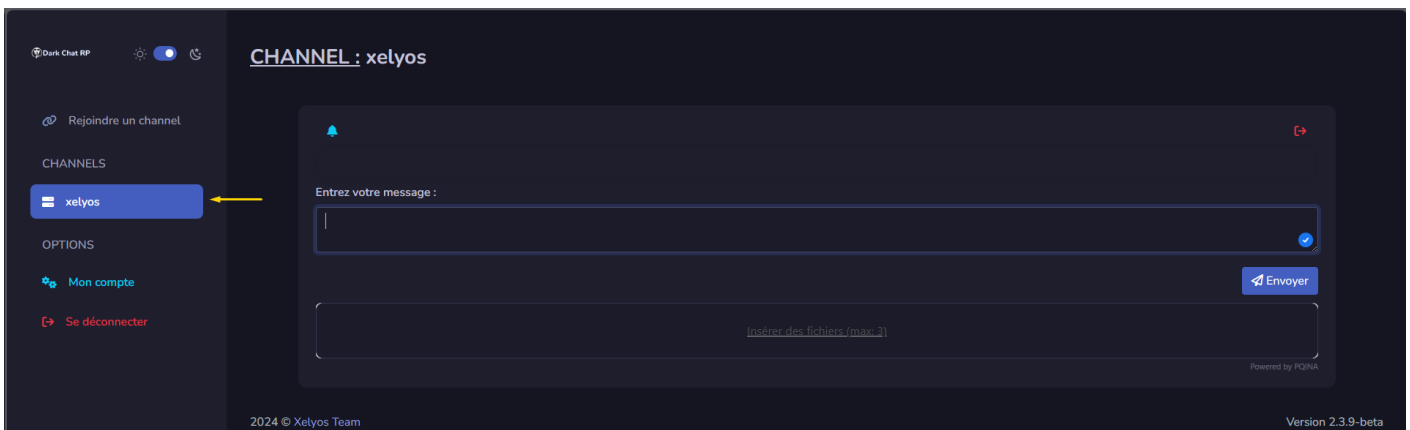 Dark Chat RP
Rejoindre un channel
CHANNELS
xelyos
OPTIONS
Mon compte
Se déconnecter
CHANNEL : xelyos
Entrez votre message :
Envoyer
Insérer des fichiers (max: 3)
Powered by PQINA
2024 © Xelyos Team
Version 2.3.9-beta